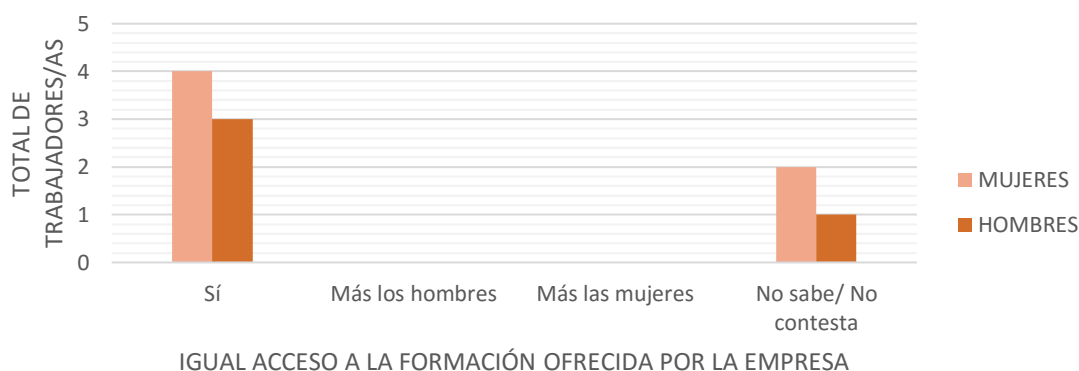 TOTAL DE
TRABAJADORES/AS
5
4
3
2
1
0
Sí
Más los hombres
Más las mujeres
No sabe/ No
contesta
IGUAL ACCESO A LA FORMACIÓN OFRECIDA POR LA EMPRESA
MUJERES
HOMBRES